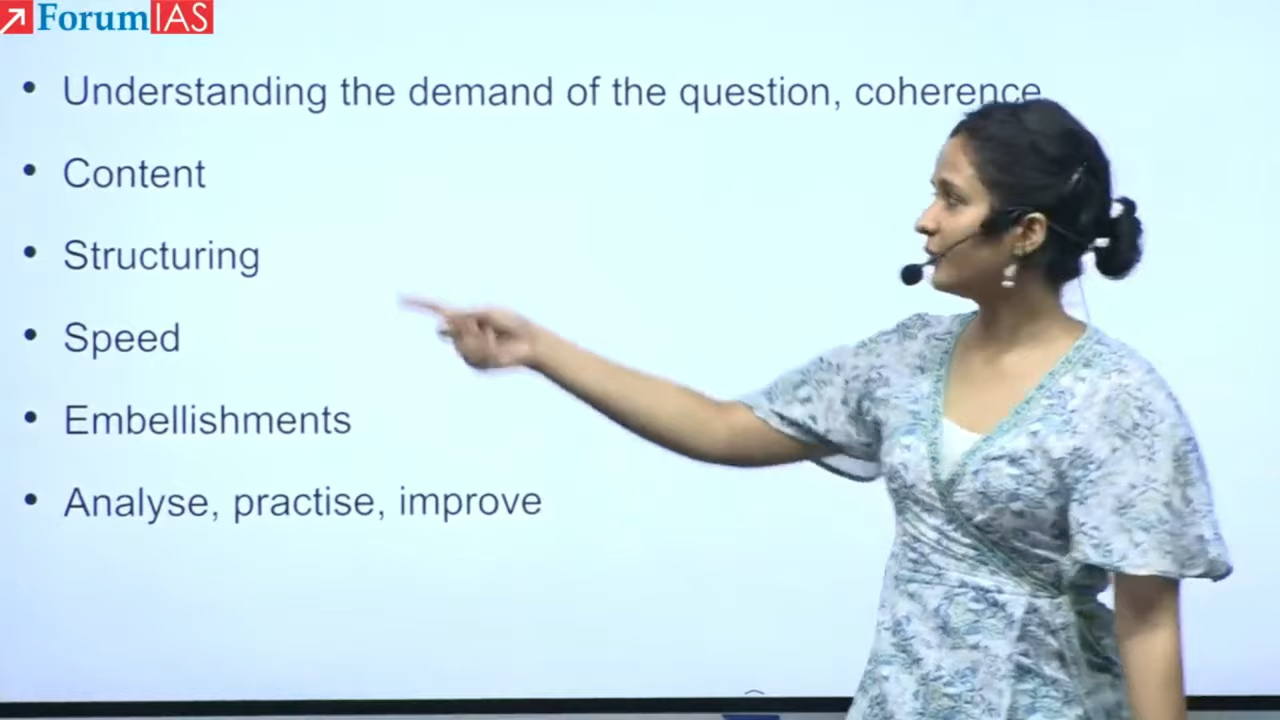 ForumIAS
• Understanding the demand of the question, coherence
• Content
• Structuring
• Speed
• Embellishments
• Analyse, practise, improve